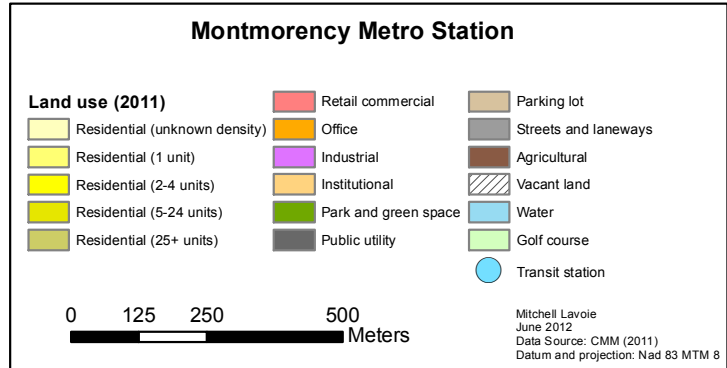 Montmorency Metro Station
Land use (2011)
Residential (unknown density)
Residential (1 unit)
Residential (2-4 units)
Residential (5-24 units)
Residential (25+ units)
Retail commercial
Office
Industrial
Institutional
Park and green space
Public utility
Parking lot
Streets and laneways
Agricultural
Vacant land
Water
Golf course
Transit station
0 125 250 500
Meters
Mitchell Lavoie
June 2012
Data Source: CMM (2011)
Datum and projection: Nad 83 MTM 8